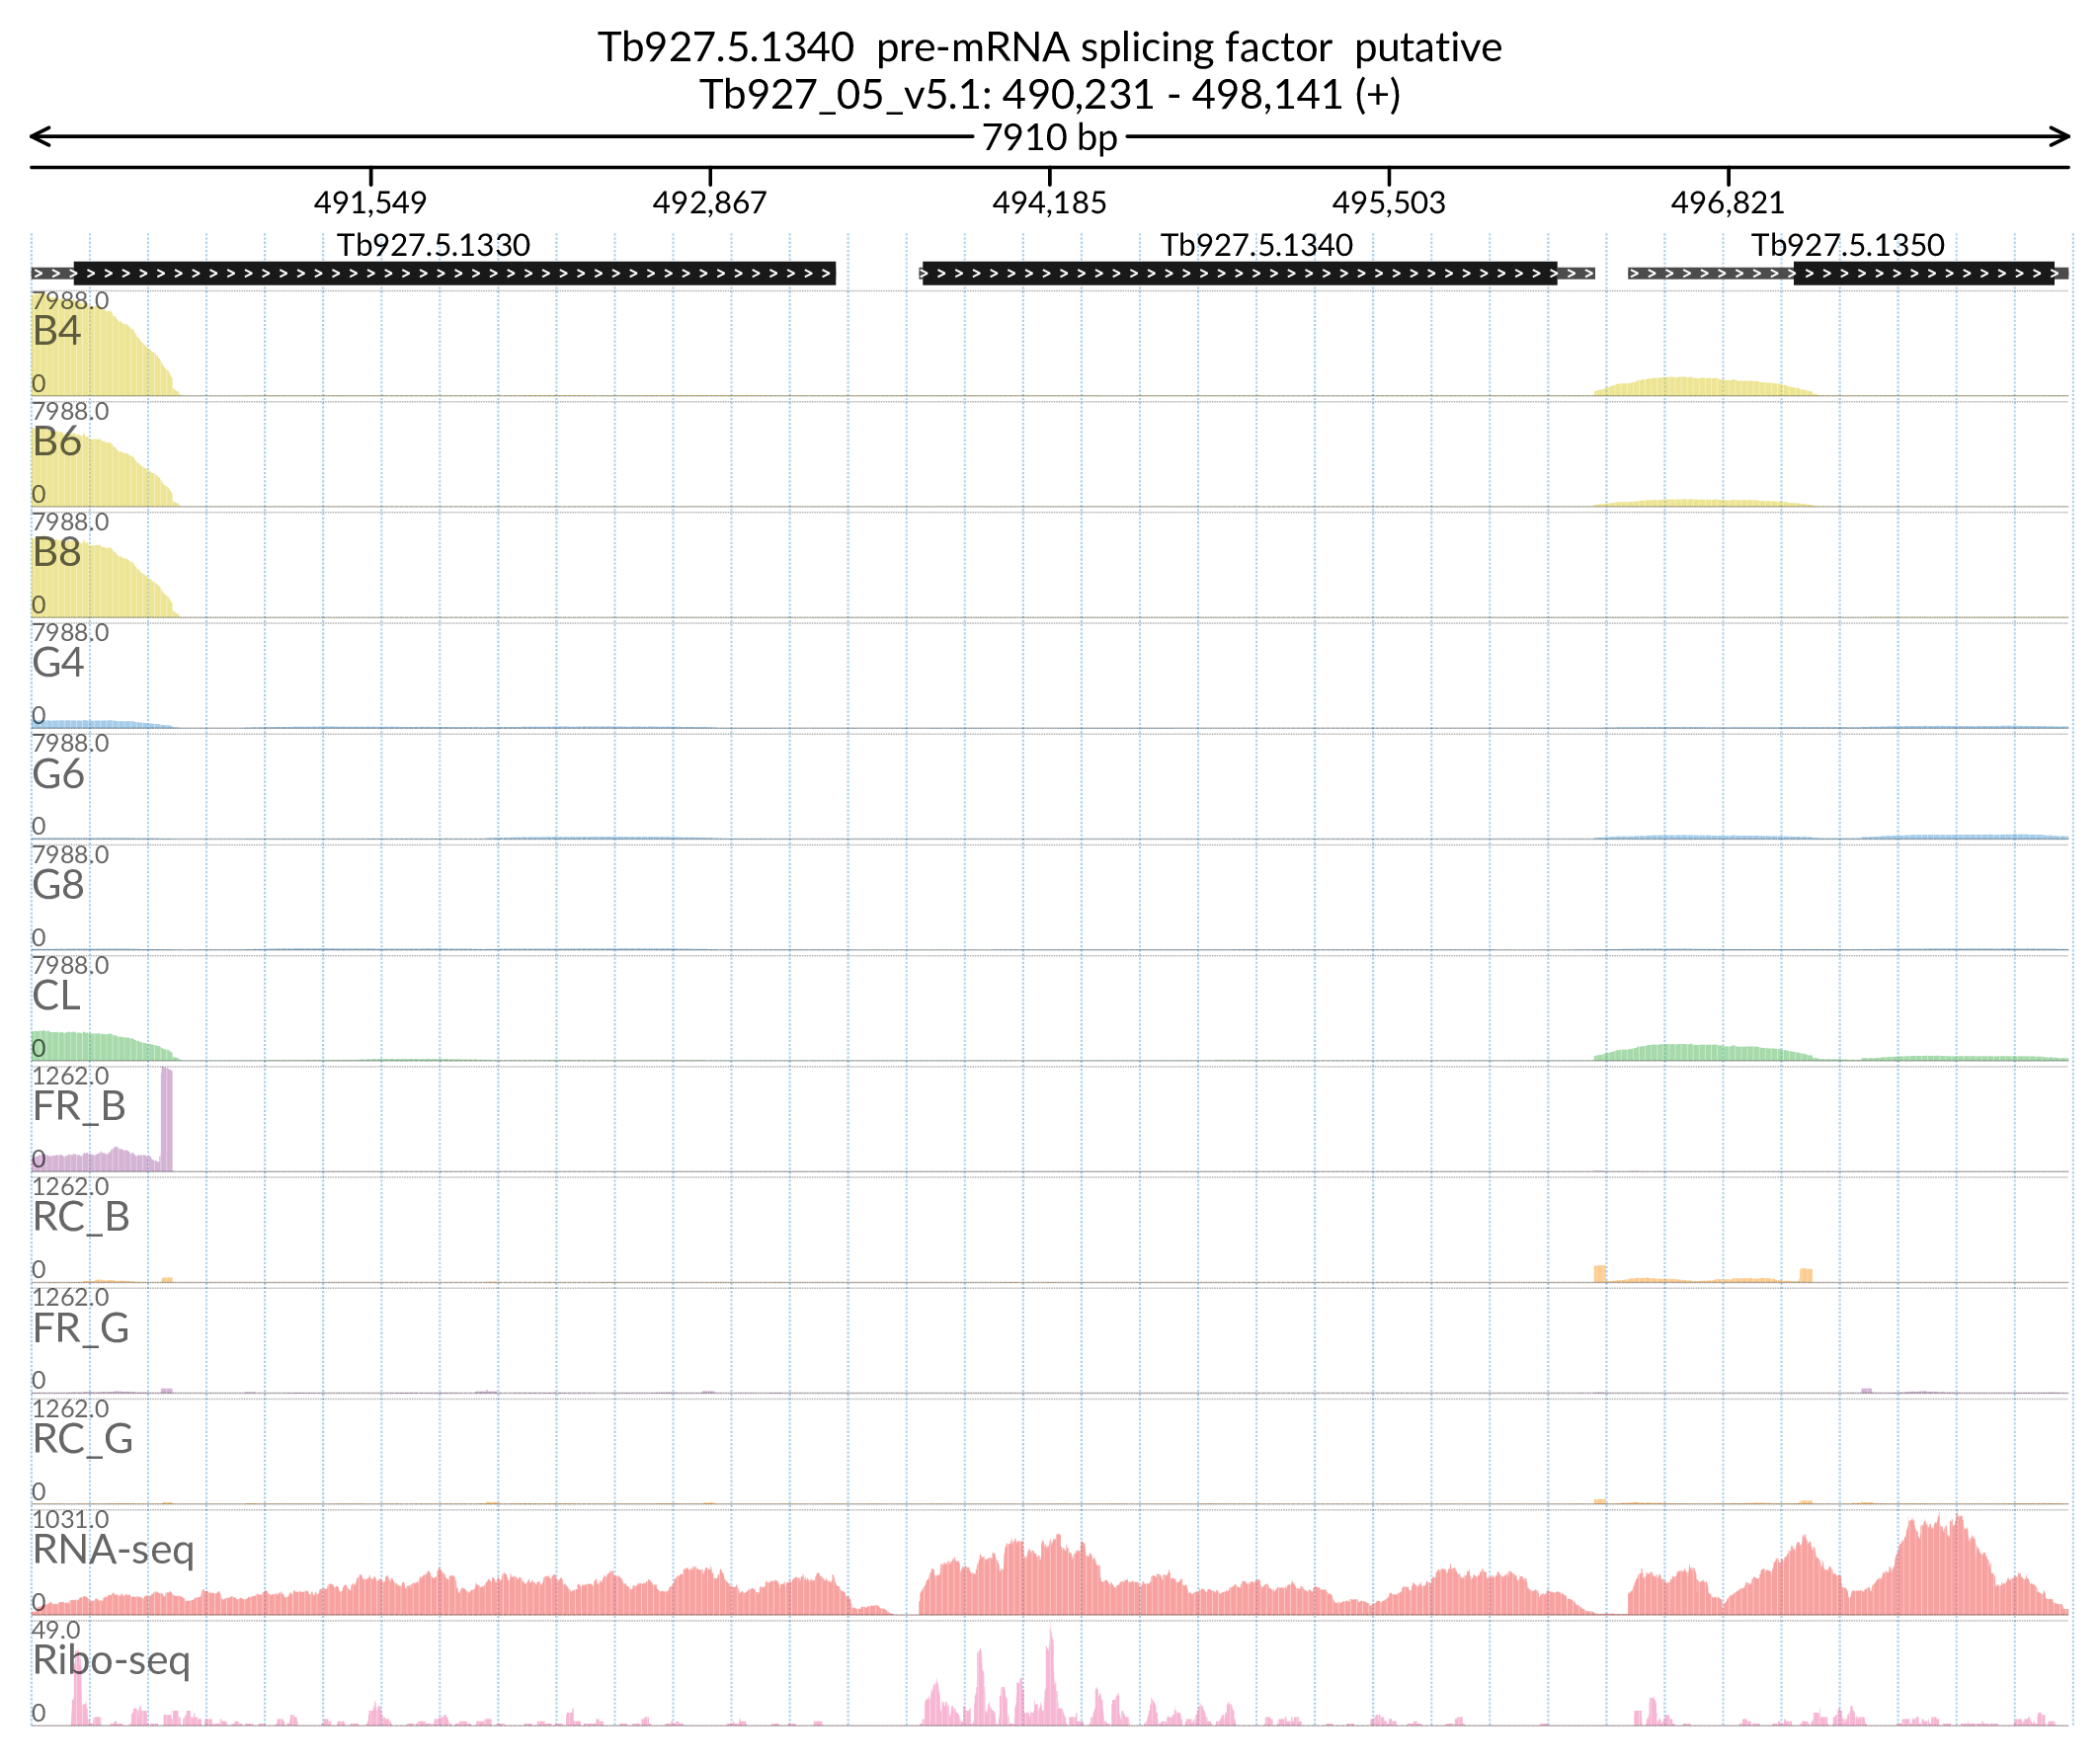 Tb927.5.1340  pre-mRNA splicing factor  putative
Tb927_05_v5.1: 490,231 - 498,141 (+)
7910 bp
491,549 492,867 494,185 495,503 496,821
Tb927.5.1330 Tb927.5.1340 Tb927.5.1350
7988.0
B4
0
7988.0
B6
0
7988.0
B8
0
7988.0
G4
0
7988.0
G6
0
7988.0
G8
0
7988.0
CL
0
1262.0
FR_B
0
1262.0
RC_B
0
1262.0
FR_G
0
1262.0
RC_G
0
1031.0
RNA-seq
0
49.0
Ribo-seq
0